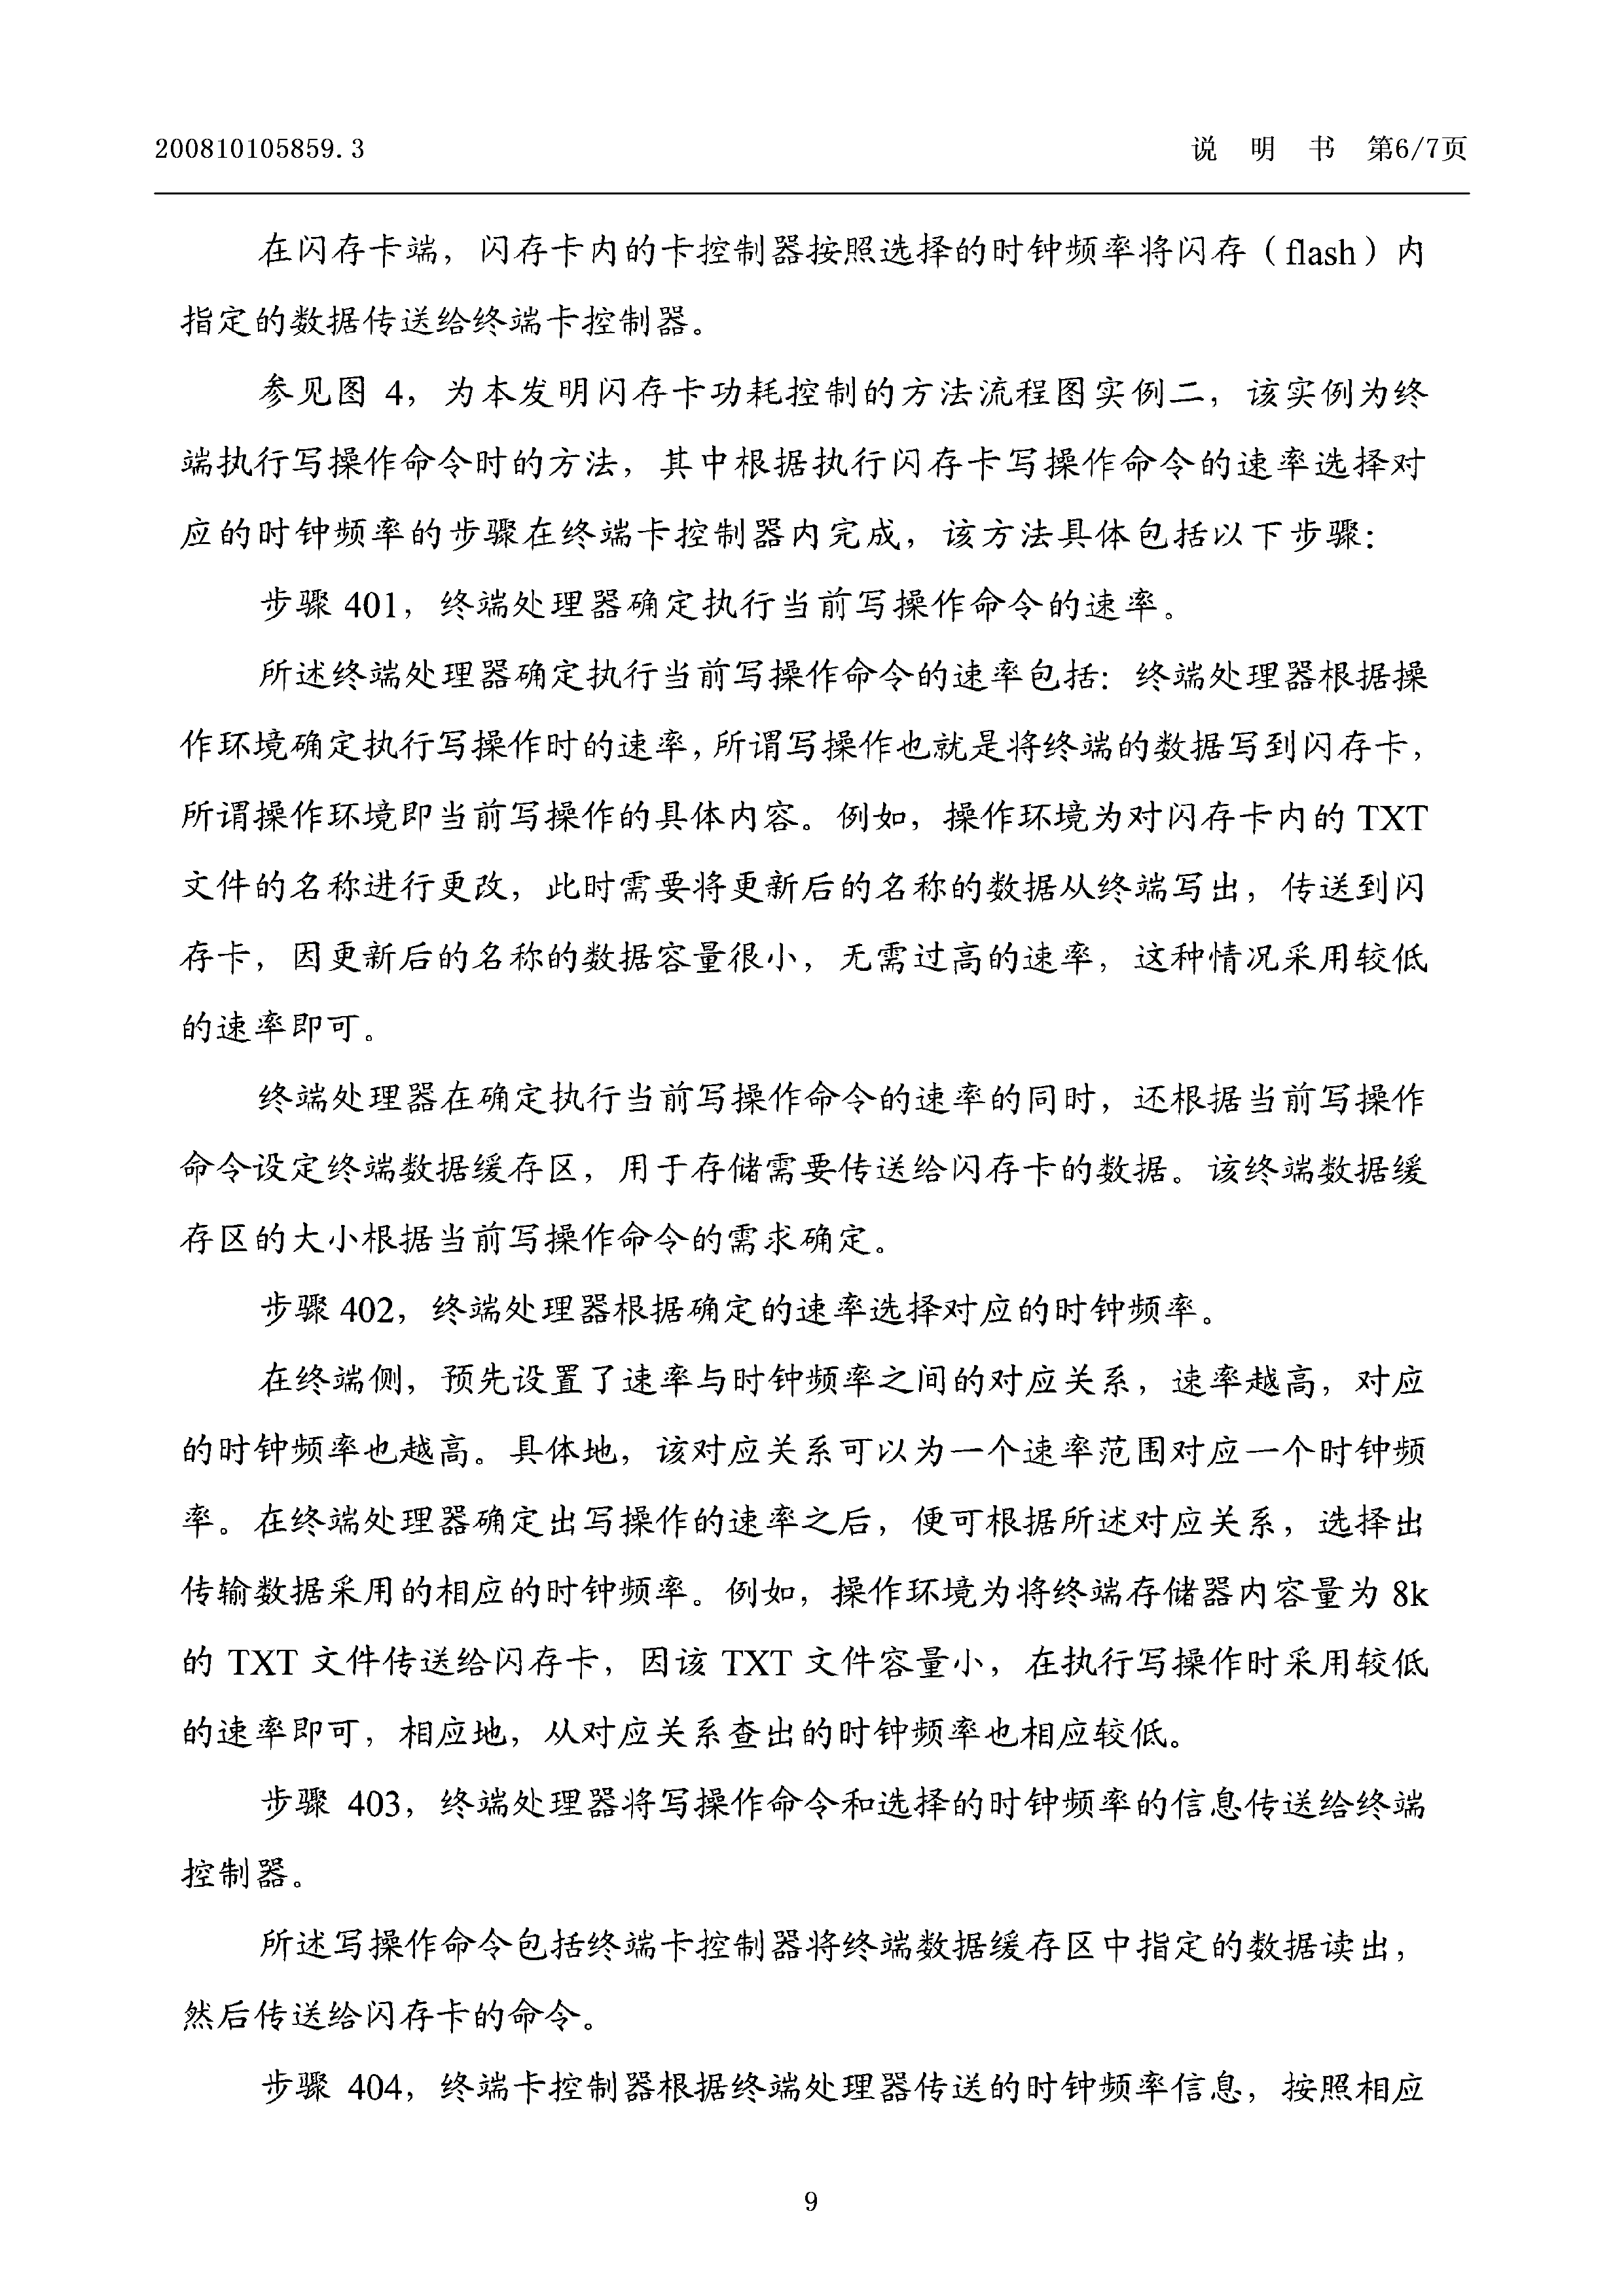 200810105859.3 说 明 书 第6/7页
在闪存卡端，闪存卡内的卡控制器按照选择的时钟频率将闪存（flash）内
指定的数据传送给终端卡控制器。
参见图 4，为本发明闪存卡功耗控制的方法流程图实例二，该实例为终
端执行写操作命令时的方法，其中根据执行闪存卡写操作命令的速率选择对
应的时钟频率的步骤在终端卡控制器内完成，该方法具体包括以下步骤：
步骤 401，终端处理器确定执行当前写操作命令的速率。
所述终端处理器确定执行当前写操作命令的速率包括：终端处理器根据操
作环境确定执行写操作时的速率，所谓写操作也就是将终端的数据写到闪存卡，
所谓操作环境即当前写操作的具体内容。例如，操作环境为对闪存卡内的 TXT
文件的名称进行更改，此时需要将更新后的名称的数据从终端写出，传送到闪
存卡，因更新后的名称的数据容量很小，无需过高的速率，这种情况采用较低
的速率即可。
终端处理器在确定执行当前写操作命令的速率的同时，还根据当前写操作
命令设定终端数据缓存区，用于存储需要传送给闪存卡的数据。该终端数据缓
存区的大小根据当前写操作命令的需求确定。
步骤 402，终端处理器根据确定的速率选择对应的时钟频率。
在终端侧，预先设置了速率与时钟频率之间的对应关系，速率越高，对应
的时钟频率也越高。具体地，该对应关系可以为一个速率范围对应一个时钟频
率。在终端处理器确定出写操作的速率之后，便可根据所述对应关系，选择出
传输数据采用的相应的时钟频率。例如，操作环境为将终端存储器内容量为 8k
的 TXT 文件传送给闪存卡，因该 TXT 文件容量小，在执行写操作时采用较低
的速率即可，相应地，从对应关系查出的时钟频率也相应较低。
步骤 403，终端处理器将写操作命令和选择的时钟频率的信息传送给终端
控制器。
所述写操作命令包括终端卡控制器将终端数据缓存区中指定的数据读出，
然后传送给闪存卡的命令。
步骤 404，终端卡控制器根据终端处理器传送的时钟频率信息，按照相应
9